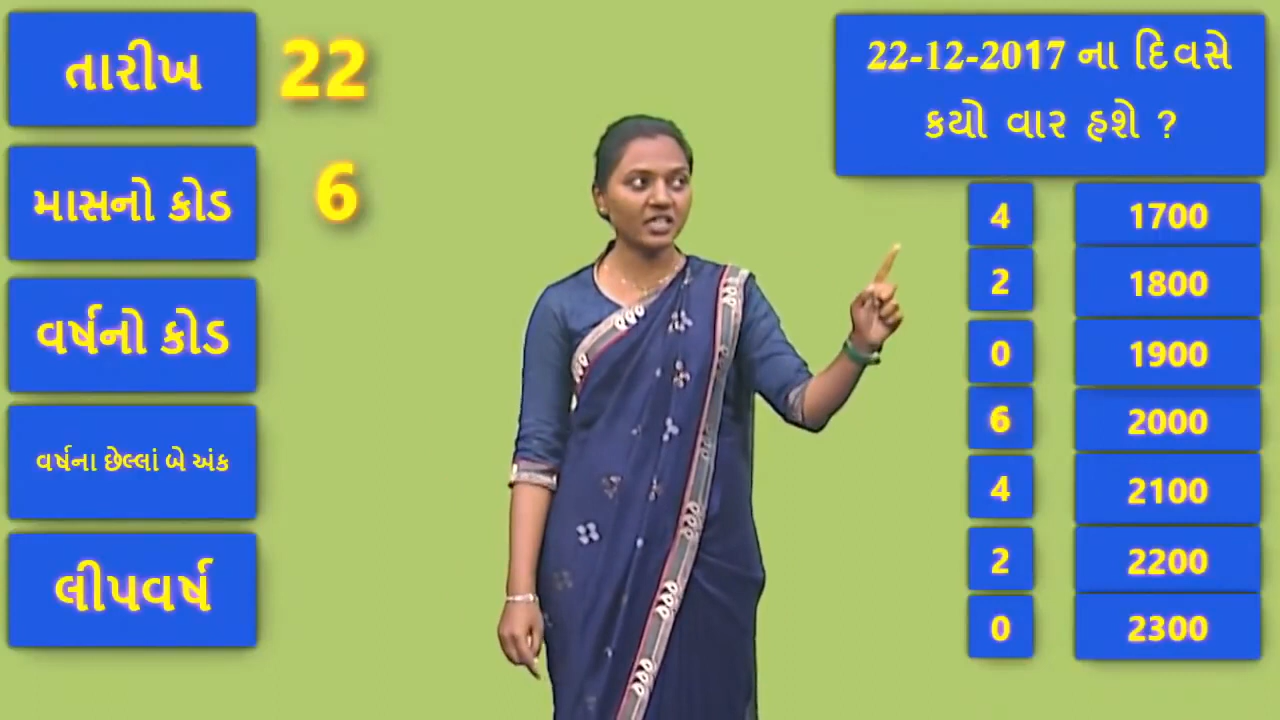 તારીખ 22
માસનો કોડ 6
વર્ષનો કોડ
વર્ષના છેલ્લાં બે અંક
લીપવર્ષ
22-12-2017 ના દિવસે
કયો વાર હશે ?
4 1700
2 1800
0 1900
6 2000
4 2100
2 2200
0 2300